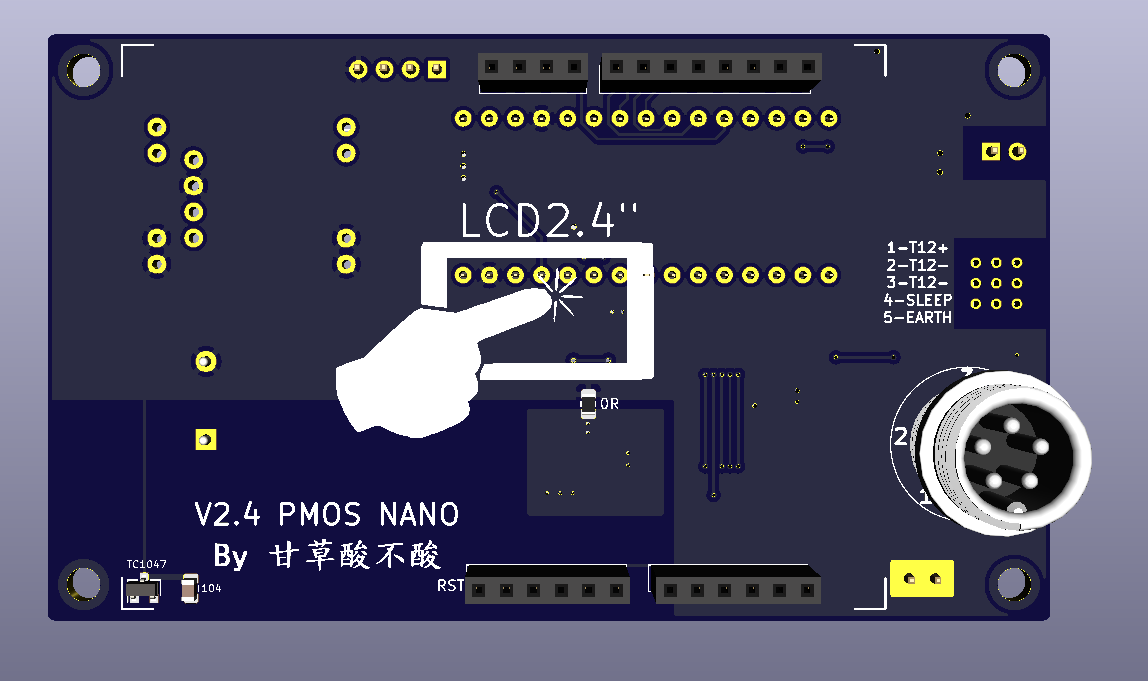 LCD2.4"
1-T12+
2-T12-
3-T12-
4-SLEEP
5-EARTH
0R
2
1
V2.4 PMOS NANO
By 甘草酸不酸
TC1047
104
RST